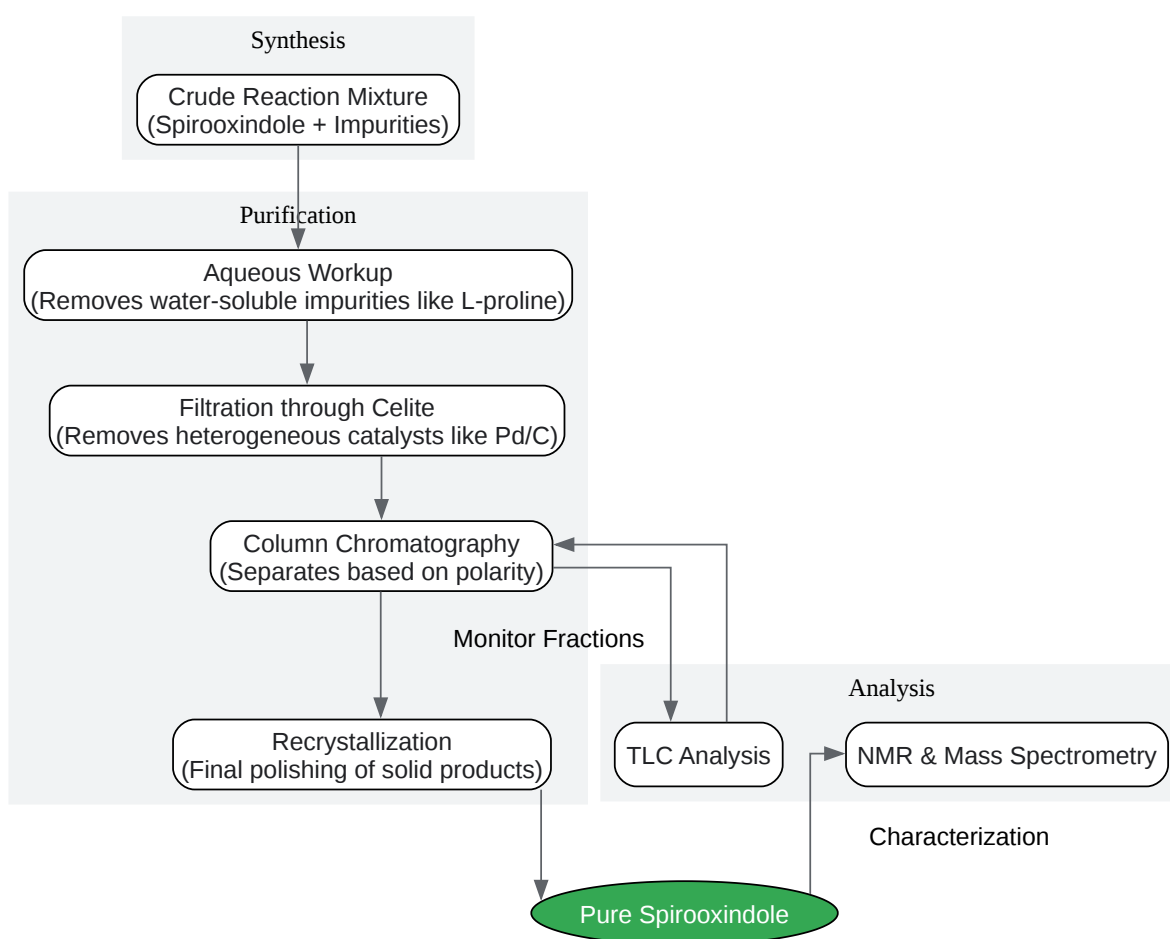 Synthesis
Crude Reaction Mixture
(Spirooxindole + Impurities)
Purification
Aqueous Workup
(Removes water-soluble impurities like L-proline)
Filtration through Celite
(Removes heterogeneous catalysts like Pd/C)
Column Chromatography
(Separates based on polarity)
Monitor Fractions
Recrystallization
(Final polishing of solid products)
Analysis
TLC Analysis
NMR & Mass Spectrometry
Characterization
Pure Spirooxindole